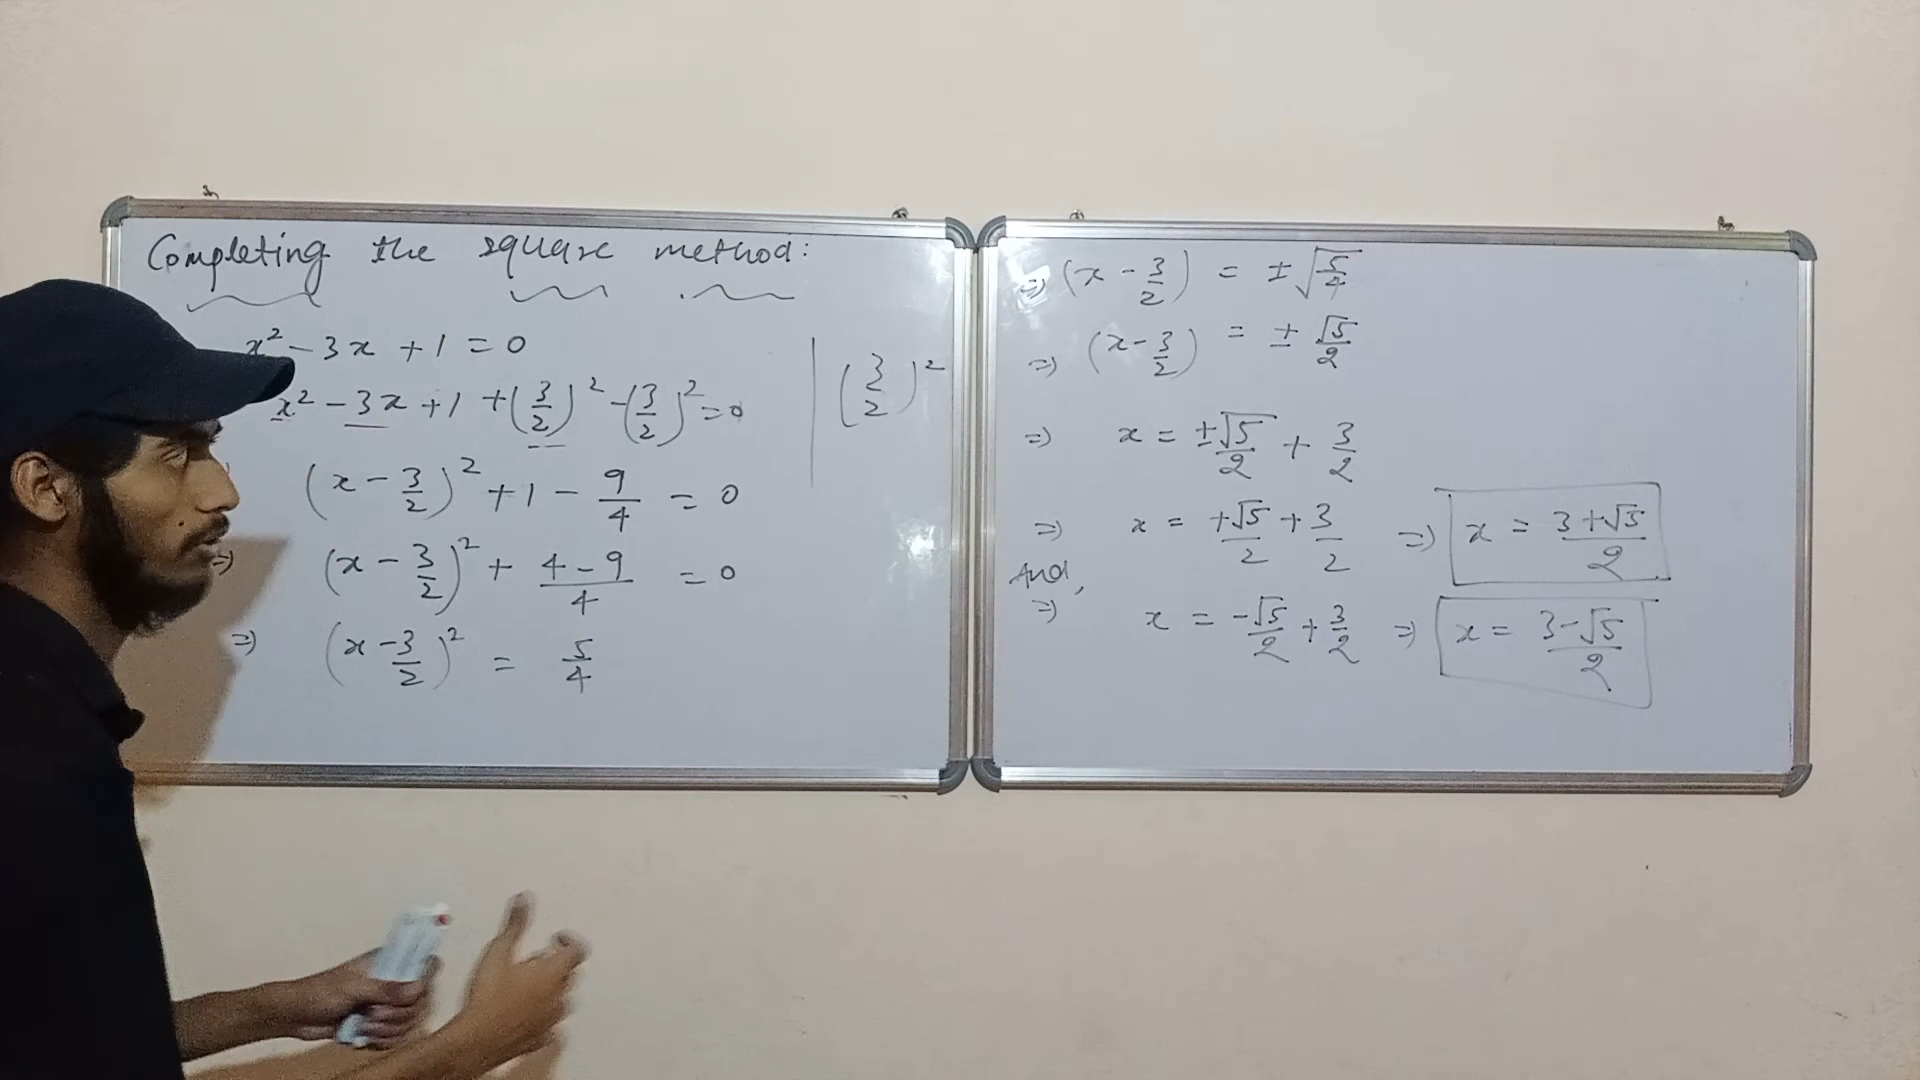 Completing the square method:
x² - 3x + 1 = 0
x² - 3x + 1 + (3/2)² - (3/2)² = 0
(3/2)²
(x - 3/2)² + 1 - 9/4 = 0
=) (x - 3/2)² + (4 - 9)/4 = 0
=) (x - 3/2)² = 5/4
=) (x - 3/2) = ± √(5/4)
=) (x - 3/2) = ± √5/2
=) x = ±√5/2 + 3/2
=) x = +√5/2 + 3/2 =) x = (3+√5)/2
And,
=) x = -√5/2 + 3/2 =) x = (3-√5)/2